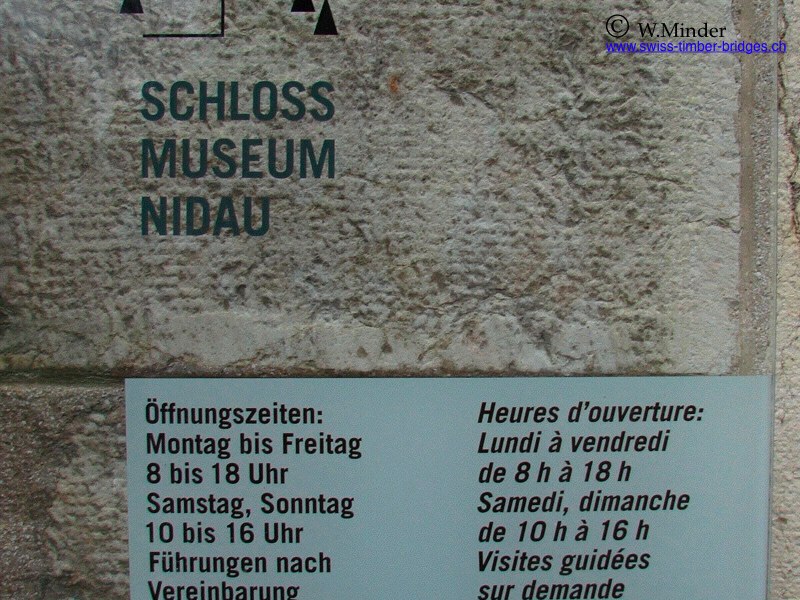 © W.Minder
www.swiss-timber-bridges.ch
SCHLOSS
MUSEUM
NIDAU
Öffnungszeiten:
Montag bis Freitag
8 bis 18 Uhr
Samstag, Sonntag
10 bis 16 Uhr
Führungen nach
Vereinbarung
Heures d'ouverture:
Lundi à vendredi
de 8 h à 18 h
Samedi, dimanche
de 10 h à 16 h
Visites guidées
sur demande